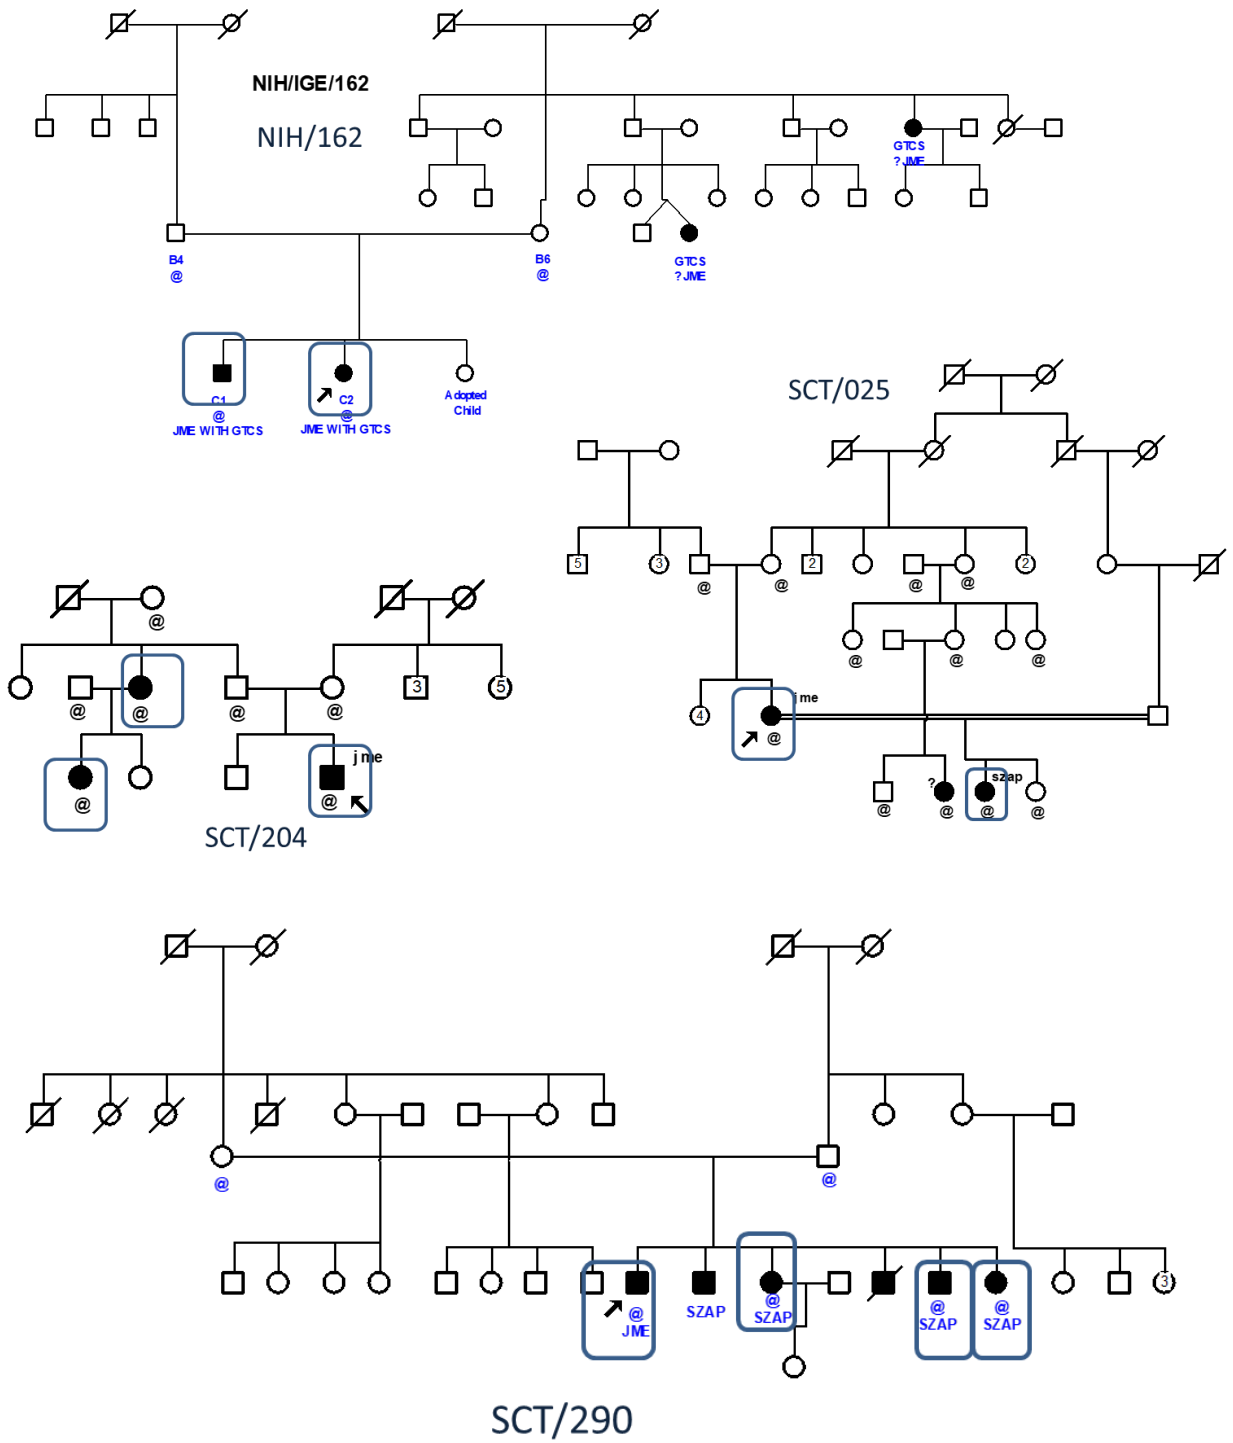 NIH/IGE/162
NIH/162
GTCS
?JME
B4
@
B6
@
GTCS
?JME
C1
@
JME WITH GTCS
C2
@
JME WITH GTCS
Adopted
Child
SCT/025
5
3
@
@
2
@
@
2
@
@
@
4
jme
@
?
@
@
szap
@
@
@
3
5
@
@
@
@
@
jme
@
SCT/204
@
@
@
JME
SZAP
@
SZAP
@
SZAP
@
SZAP
3
SCT/290